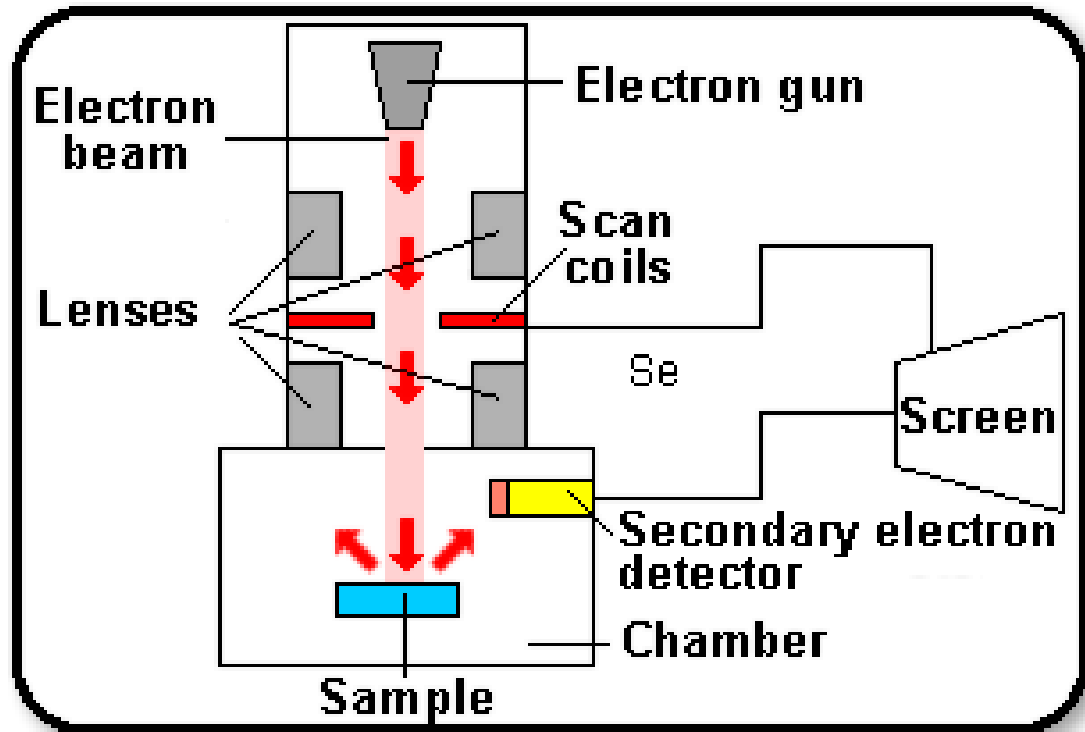 Electron gun
Electron
beam
Scan
coils
Lenses
Se
Screen
Secondary electron
detector
Chamber
Sample